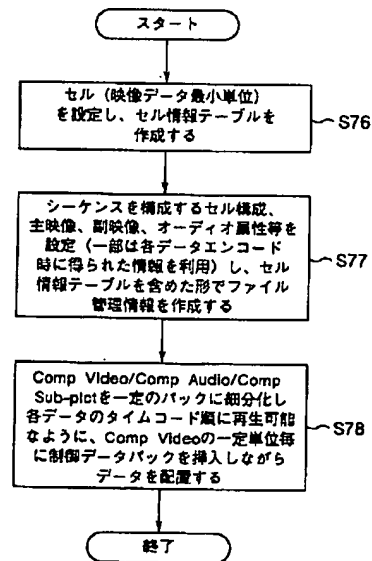 スタート
セル（映像データ最小単位）
を設定し、セル情報テーブルを
作成する
S76
シーケンスを構成するセル構成、
主映像、副映像、オーディオ属性等を
設定（一部は各データエンコード
時に得られた情報を利用）し、セル
情報テーブルを含めた形でファイル
管理情報を作成する
S77
Comp Video/Comp Audio/Comp
Sub-pictを一定のパックに細分化し
各データのタイムコード順に再生可能
なように、Comp Videoの一定単位毎
に制御データパックを挿入しながら
データを配置する
S78
終了